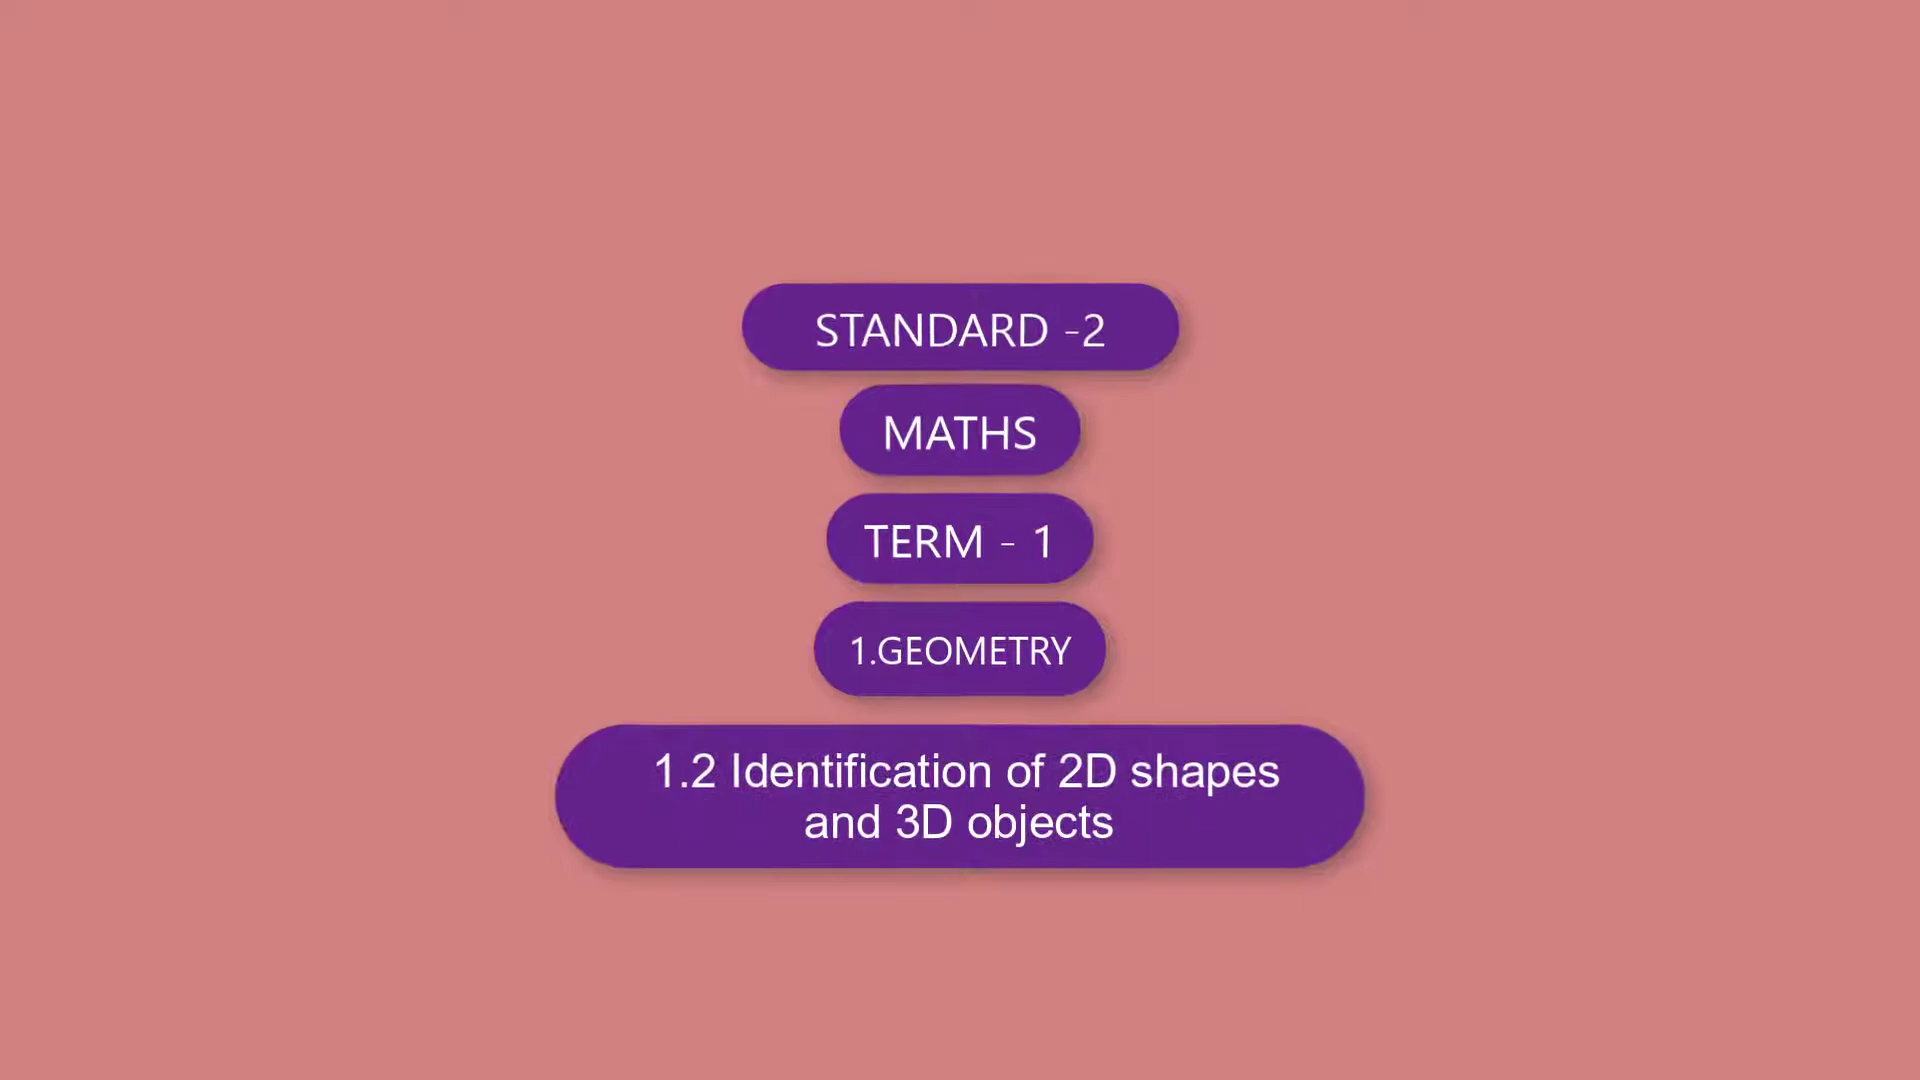 STANDARD -2
MATHS
TERM - 1
1.GEOMETRY
1.2 Identification of 2D shapes
and 3D objects